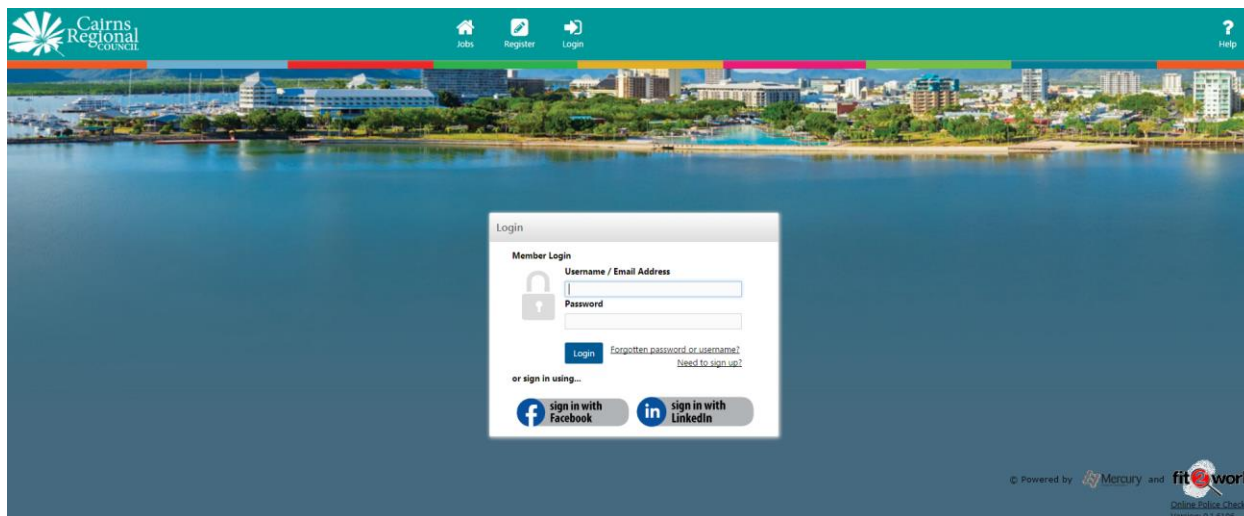 Cairns
Regional
COUNCIL
Jobs
Register
Login
?
Help
Login
Member Login
Username / Email Address
Password
Login
Forgotten password or username?
Need to sign up?
or sign in using...
f
sign in with
Facebook
in
sign in with
LinkedIn
© Powered by Mercury and fit2wor
Online Police Check